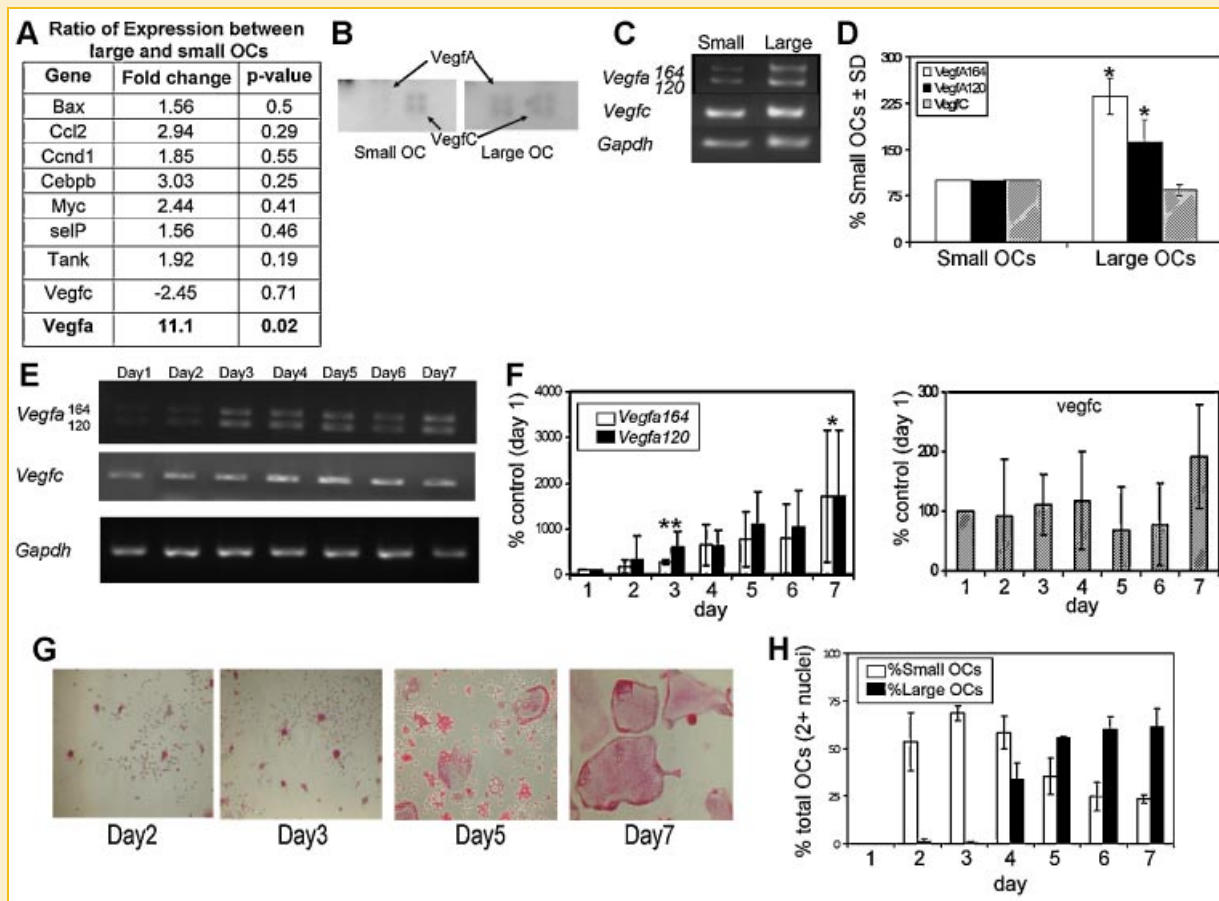 A
Ratio of Expression between
large and small OCs
Gene Fold change p-value
Bax 1.56 0.5
Ccl2 2.94 0.29
Ccnd1 1.85 0.55
Cebpb 3.03 0.25
Myc 2.44 0.41
selP 1.56 0.46
Tank 1.92 0.19
Vegfc -2.45 0.71
Vegfa 11.1 0.02
B
VegfA
VegfC
Small OC Large OC
C
Small Large
Vegfa 164
120
Vegfc
Gapdh
D
% Small OCs ± SD
300
225
150
75
0
VegfA164
VegfA120
VegfC
* *
Small OCs Large OCs
E
Day1 Day2 Day3 Day4 Day5 Day6 Day7
Vegfa 164
120
Vegfc
Gapdh
F
% control (day 1)
4000
3000
2000
1000
0
Vegfa164
Vegfa120
**
*
1 2 3 4 5 6 7
day
% control (day 1)
300
200
100
0
vegfc
1 2 3 4 5 6 7
day
G
Day2 Day3 Day5 Day7
H
% total OCs (2+ nuclei)
100
75
50
25
0
%Small OCs
%Large OCs
1 2 3 4 5 6 7
day